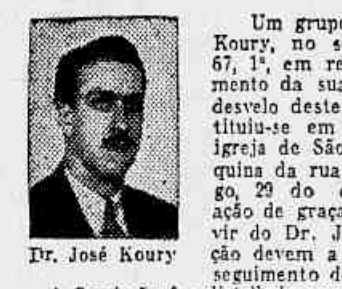 Um grupo
Koury, no s
67, 1º, em re
mento da sua
desvelo deste
tituiu-se em
igreja de São
quina da rua
go, 29 do c
ação de graça
vir do Dr. J
ção devem a
seguimento d
Dr. José Koury